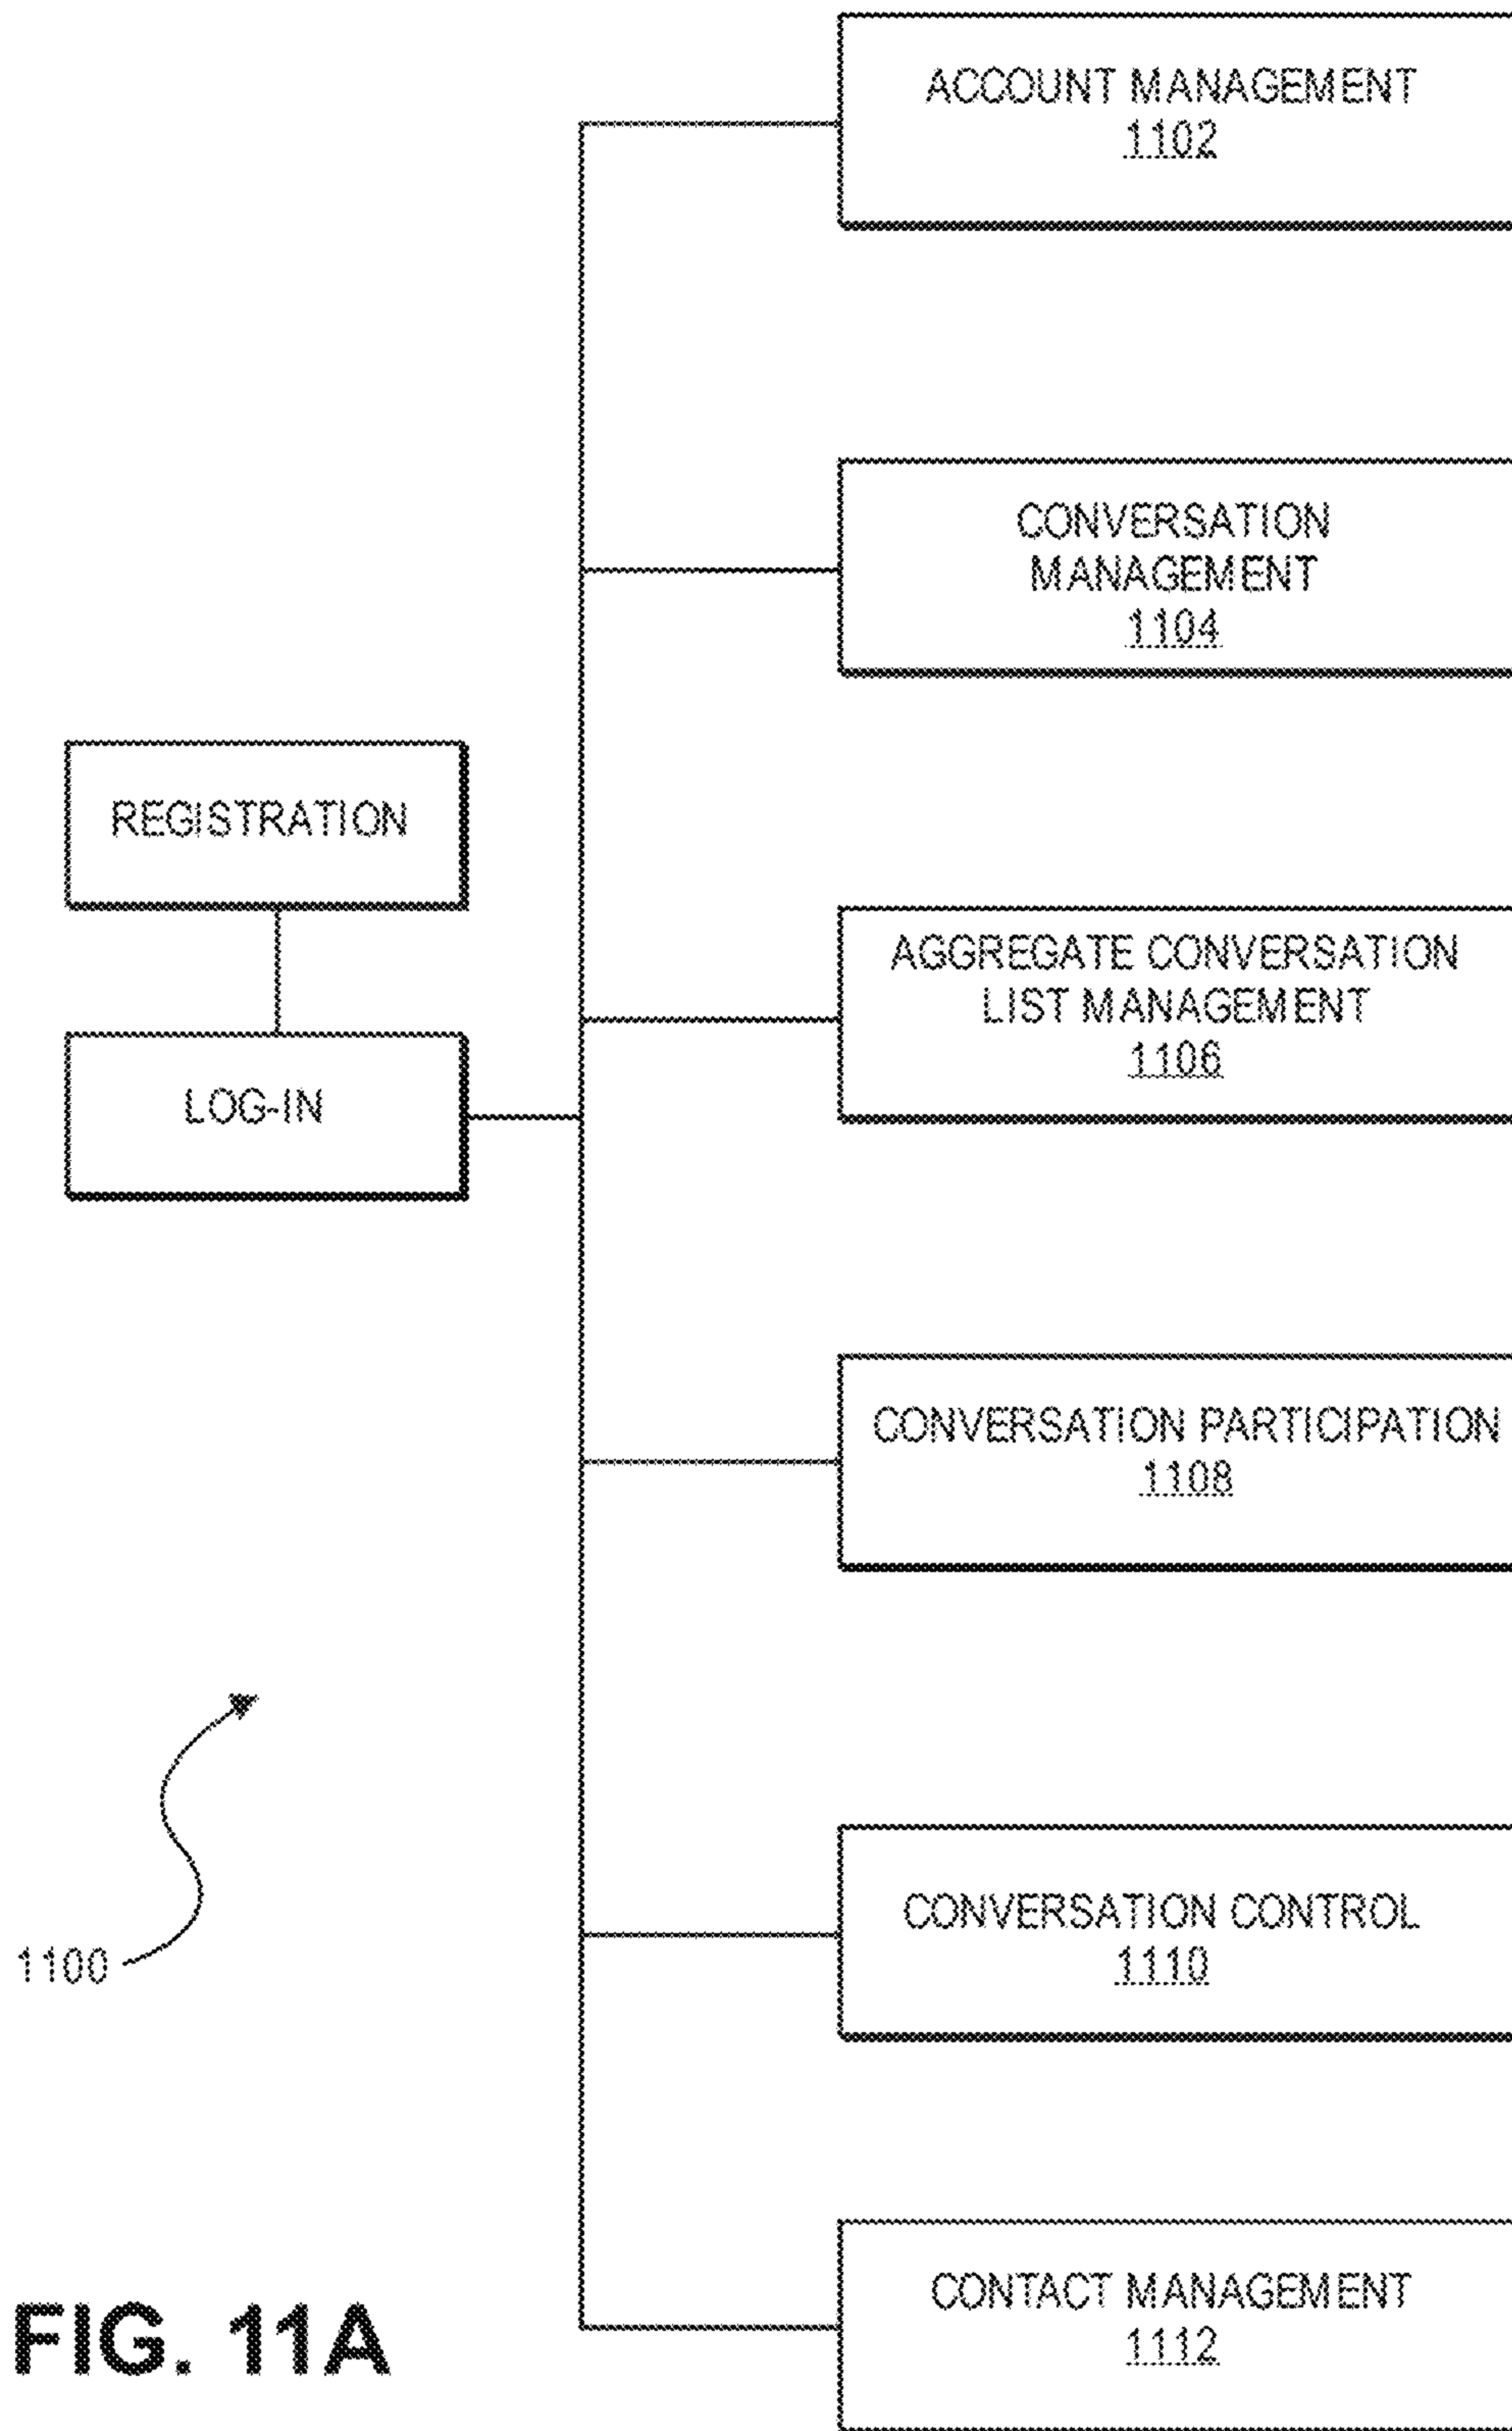 ACCOUNT MANAGEMENT
1102
CONVERSATION
MANAGEMENT
1104
REGISTRATION
AGGREGATE CONVERSATION
LIST MANAGEMENT
1106
LOG-IN
CONVERSATION PARTICIPATION
1108
CONVERSATION CONTROL
1110
1100
CONTACT MANAGEMENT
1112
FIG. 11A